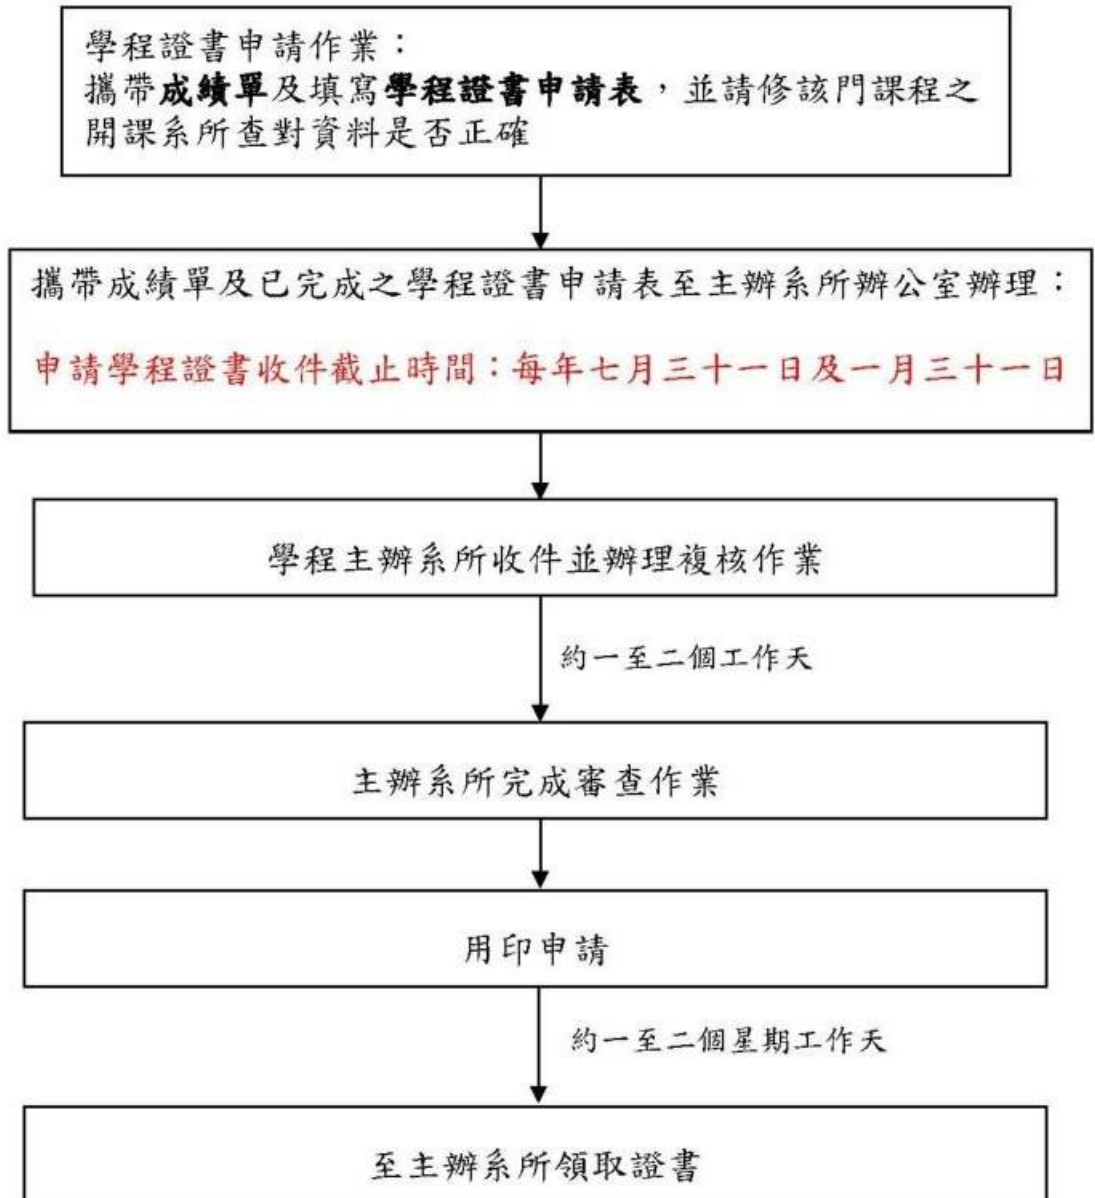 學程證書申請作業：
攜帶成績單及填寫學程證書申請表，並請修該門課程之
開課系所查對資料是否正確
攜帶成績單及已完成之學程證書申請表至主辦系所辦公室辦理：
申請學程證書收件截止時間：每年七月三十一日及一月三十一日
學程主辦系所收件並辦理複核作業
約一至二個工作天
主辦系所完成審查作業
用印申請
約一至二個星期工作天
至主辦系所領取證書